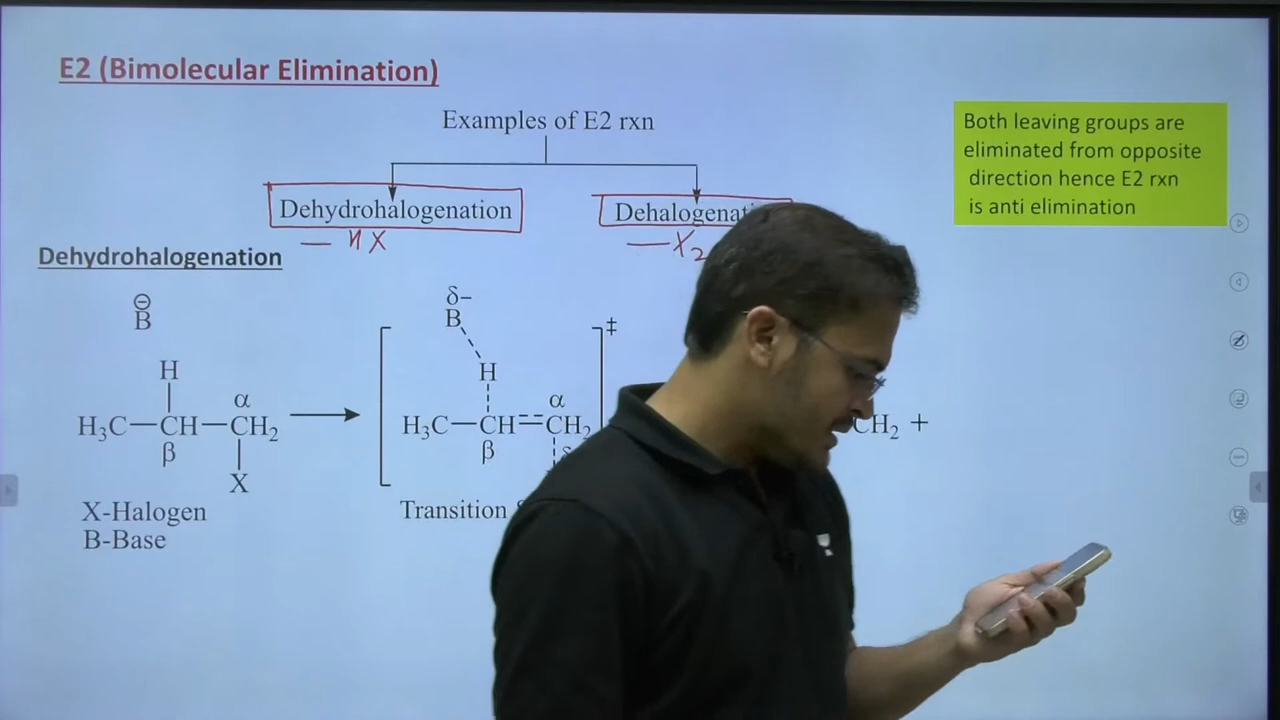 E2 (Bimolecular Elimination)
Examples of E2 rxn
Both leaving groups are
eliminated from opposite
direction hence E2 rxn
is anti elimination
Dehydrohalogenation
— HX
— X₂
Dehydrohalogenation
⊖
B
H
α
H₃C—CH—CH₂
β
X
X-Halogen
B-Base
δ−
B
‡
H
α
H₃C—CH==CH₂
β
Transition
CH₂ +